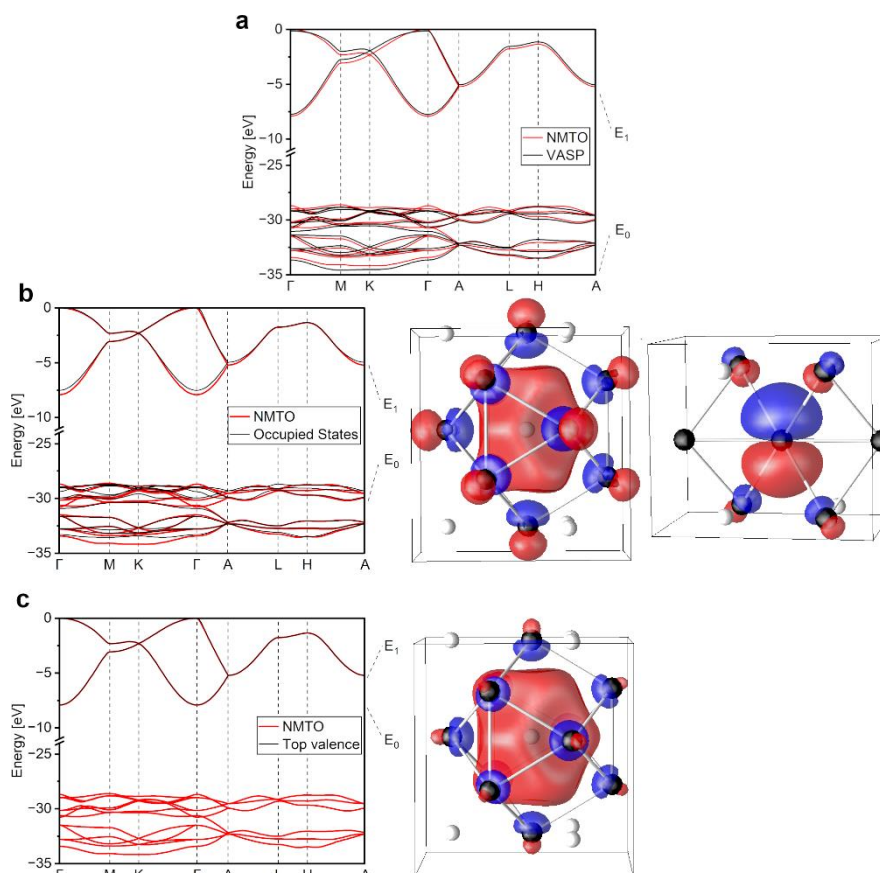 a
0
−5
−10
−25
−30
−35
Energy [eV]
NMTO
VASP
E1
E0
Γ M K Γ A L H A
b
0
−5
−10
−25
−30
−35
Energy [eV]
NMTO
Occupied States
E1
E0
Γ M K Γ A L H A
c
0
−5
−10
−25
−30
−35
Energy [eV]
NMTO
Top valence
E1
E0
Γ M K Γ A L H A